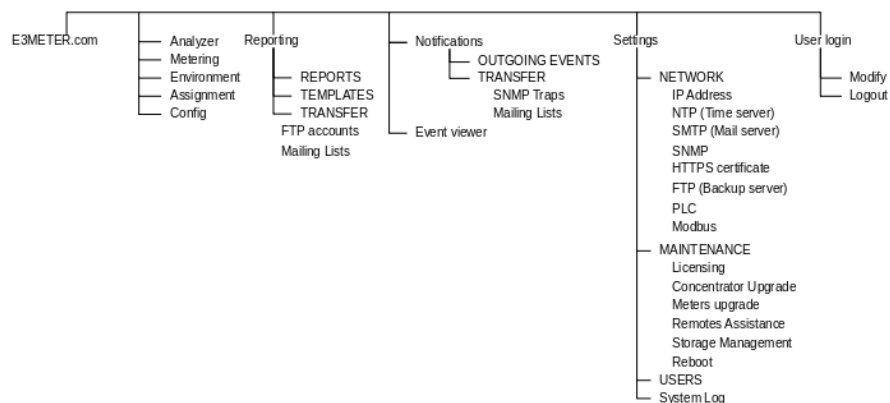 E3METER.com
Analyzer
Metering
Environment
Assignment
Config
Reporting
REPORTS
TEMPLATES
TRANSFER
FTP accounts
Mailing Lists
Notifications
OUTGOING EVENTS
TRANSFER
SNMP Traps
Mailing Lists
Event viewer
Settings
NETWORK
IP Address
NTP (Time server)
SMTP (Mail server)
SNMP
HTTPS certificate
FTP (Backup server)
PLC
Modbus
MAINTENANCE
Licensing
Concentrator Upgrade
Meters upgrade
Remotes Assistance
Storage Management
Reboot
USERS
System Log
User login
Modify
Logout